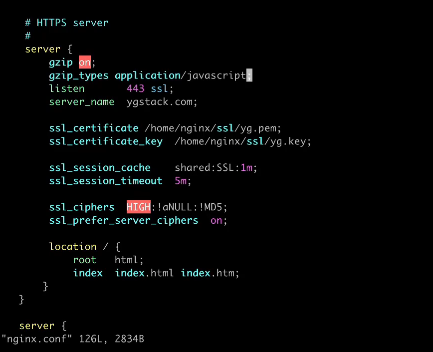 # HTTPS server
#
server {
gzip on;
gzip_types application/javascript;
listen 443 ssl;
server_name ygstack.com;
ssl_certificate /home/nginx/ssl/yg.pem;
ssl_certificate_key /home/nginx/ssl/yg.key;
ssl_session_cache shared:SSL:1m;
ssl_session_timeout 5m;
ssl_ciphers HIGH:!aNULL:!MD5;
ssl_prefer_server_ciphers on;
location / {
root html;
index index.html index.htm;
}
}
server {
"nginx.conf" 126L, 2834B